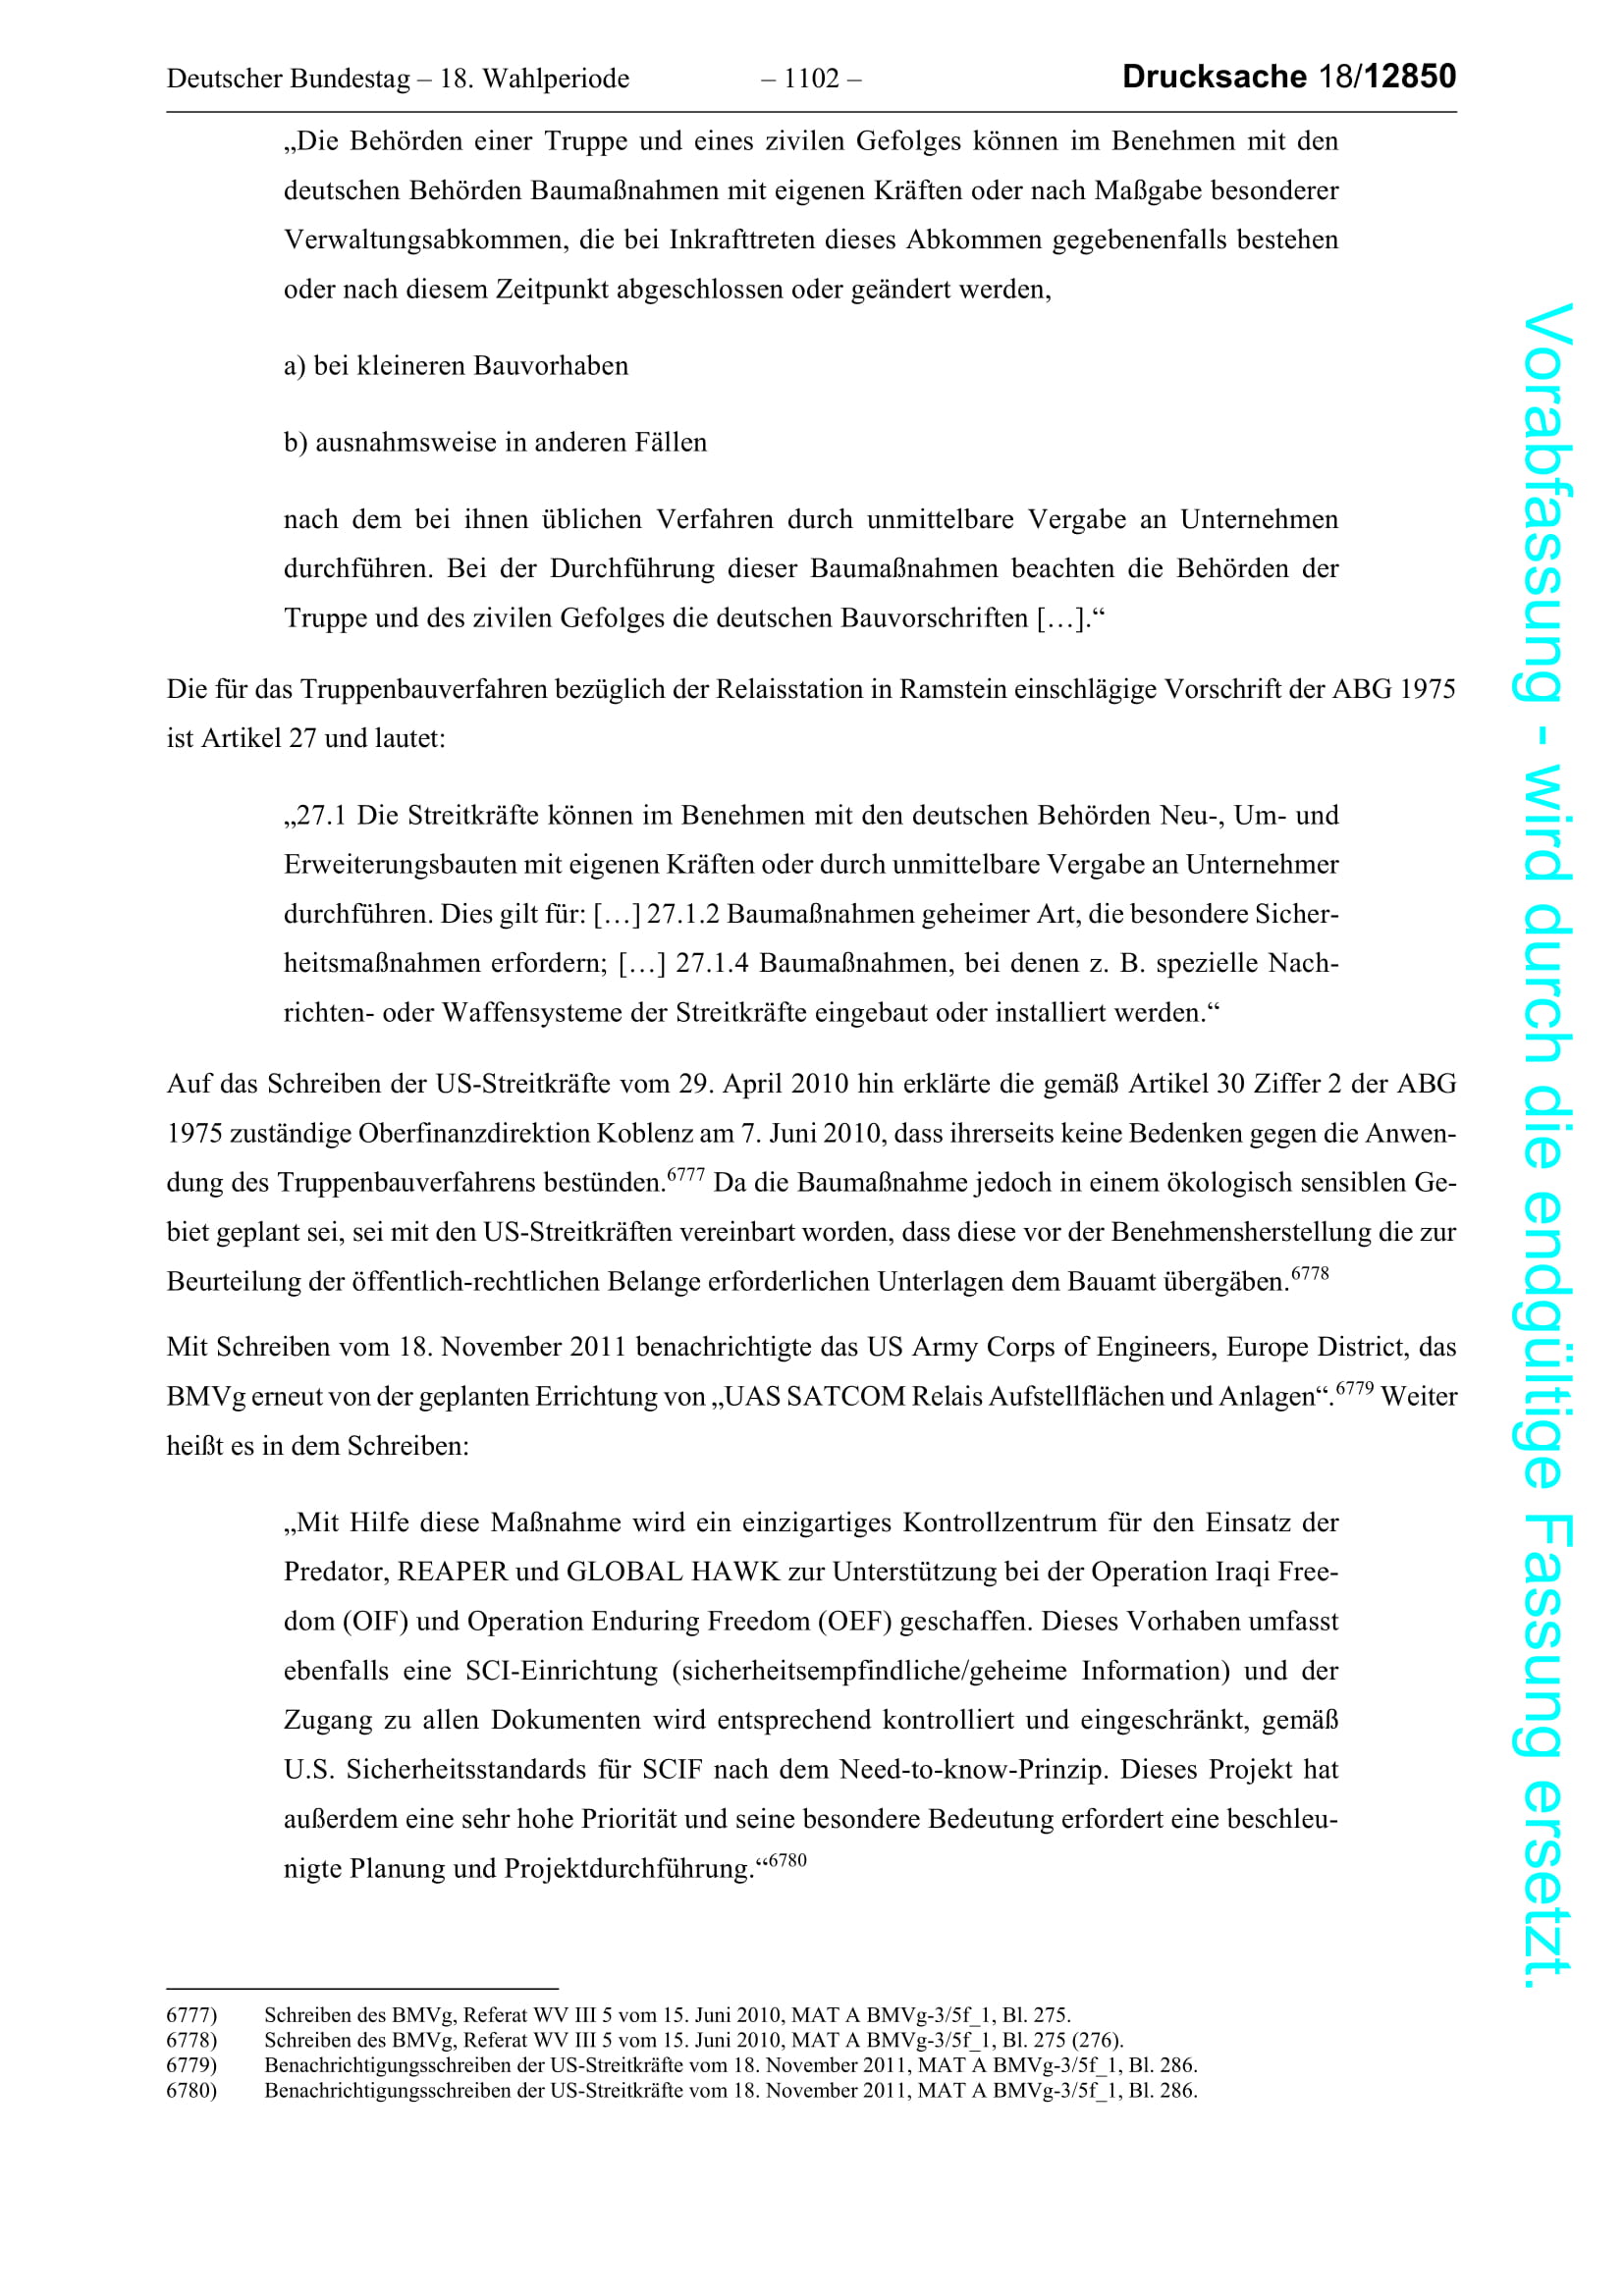 Deutscher Bundestag – 18. Wahlperiode – 1102 – Drucksache 18/12850
„Die Behörden einer Truppe und eines zivilen Gefolges können im Benehmen mit den
deutschen Behörden Baumaßnahmen mit eigenen Kräften oder nach Maßgabe besonderer
Verwaltungsabkommen, die bei Inkrafttreten dieses Abkommen gegebenenfalls bestehen
oder nach diesem Zeitpunkt abgeschlossen oder geändert werden,
a) bei kleineren Bauvorhaben
b) ausnahmsweise in anderen Fällen
nach dem bei ihnen üblichen Verfahren durch unmittelbare Vergabe an Unternehmen
durchführen. Bei der Durchführung dieser Baumaßnahmen beachten die Behörden der
Truppe und des zivilen Gefolges die deutschen Bauvorschriften […].“
Die für das Truppenbauverfahren bezüglich der Relaisstation in Ramstein einschlägige Vorschrift der ABG 1975
ist Artikel 27 und lautet:
„27.1 Die Streitkräfte können im Benehmen mit den deutschen Behörden Neu-, Um- und
Erweiterungsbauten mit eigenen Kräften oder durch unmittelbare Vergabe an Unternehmer
durchführen. Dies gilt für: […] 27.1.2 Baumaßnahmen geheimer Art, die besondere Sicher-
heitsmaßnahmen erfordern; […] 27.1.4 Baumaßnahmen, bei denen z. B. spezielle Nach-
richten- oder Waffensysteme der Streitkräfte eingebaut oder installiert werden.“
Auf das Schreiben der US-Streitkräfte vom 29. April 2010 hin erklärte die gemäß Artikel 30 Ziffer 2 der ABG
1975 zuständige Oberfinanzdirektion Koblenz am 7. Juni 2010, dass ihrerseits keine Bedenken gegen die Anwen-
dung des Truppenbauverfahrens bestünden.6777 Da die Baumaßnahme jedoch in einem ökologisch sensiblen Ge-
biet geplant sei, sei mit den US-Streitkräften vereinbart worden, dass diese vor der Benehmensherstellung die zur
Beurteilung der öffentlich-rechtlichen Belange erforderlichen Unterlagen dem Bauamt übergäben.6778
Mit Schreiben vom 18. November 2011 benachrichtigte das US Army Corps of Engineers, Europe District, das
BMVg erneut von der geplanten Errichtung von „UAS SATCOM Relais Aufstellflächen und Anlagen“.6779 Weiter
heißt es in dem Schreiben:
„Mit Hilfe diese Maßnahme wird ein einzigartiges Kontrollzentrum für den Einsatz der
Predator, REAPER und GLOBAL HAWK zur Unterstützung bei der Operation Iraqi Free-
dom (OIF) und Operation Enduring Freedom (OEF) geschaffen. Dieses Vorhaben umfasst
ebenfalls eine SCI-Einrichtung (sicherheitsempfindliche/geheime Information) und der
Zugang zu allen Dokumenten wird entsprechend kontrolliert und eingeschränkt, gemäß
U.S. Sicherheitsstandards für SCIF nach dem Need-to-know-Prinzip. Dieses Projekt hat
außerdem eine sehr hohe Priorität und seine besondere Bedeutung erfordert eine beschleu-
nigte Planung und Projektdurchführung.“6780
6777) Schreiben des BMVg, Referat WV III 5 vom 15. Juni 2010, MAT A BMVg-3/5f_1, Bl. 275.
6778) Schreiben des BMVg, Referat WV III 5 vom 15. Juni 2010, MAT A BMVg-3/5f_1, Bl. 275 (276).
6779) Benachrichtigungsschreiben der US-Streitkräfte vom 18. November 2011, MAT A BMVg-3/5f_1, Bl. 286.
6780) Benachrichtigungsschreiben der US-Streitkräfte vom 18. November 2011, MAT A BMVg-3/5f_1, Bl. 286.
Vorabfassung - wird durch die endgültige Fassung ersetzt.